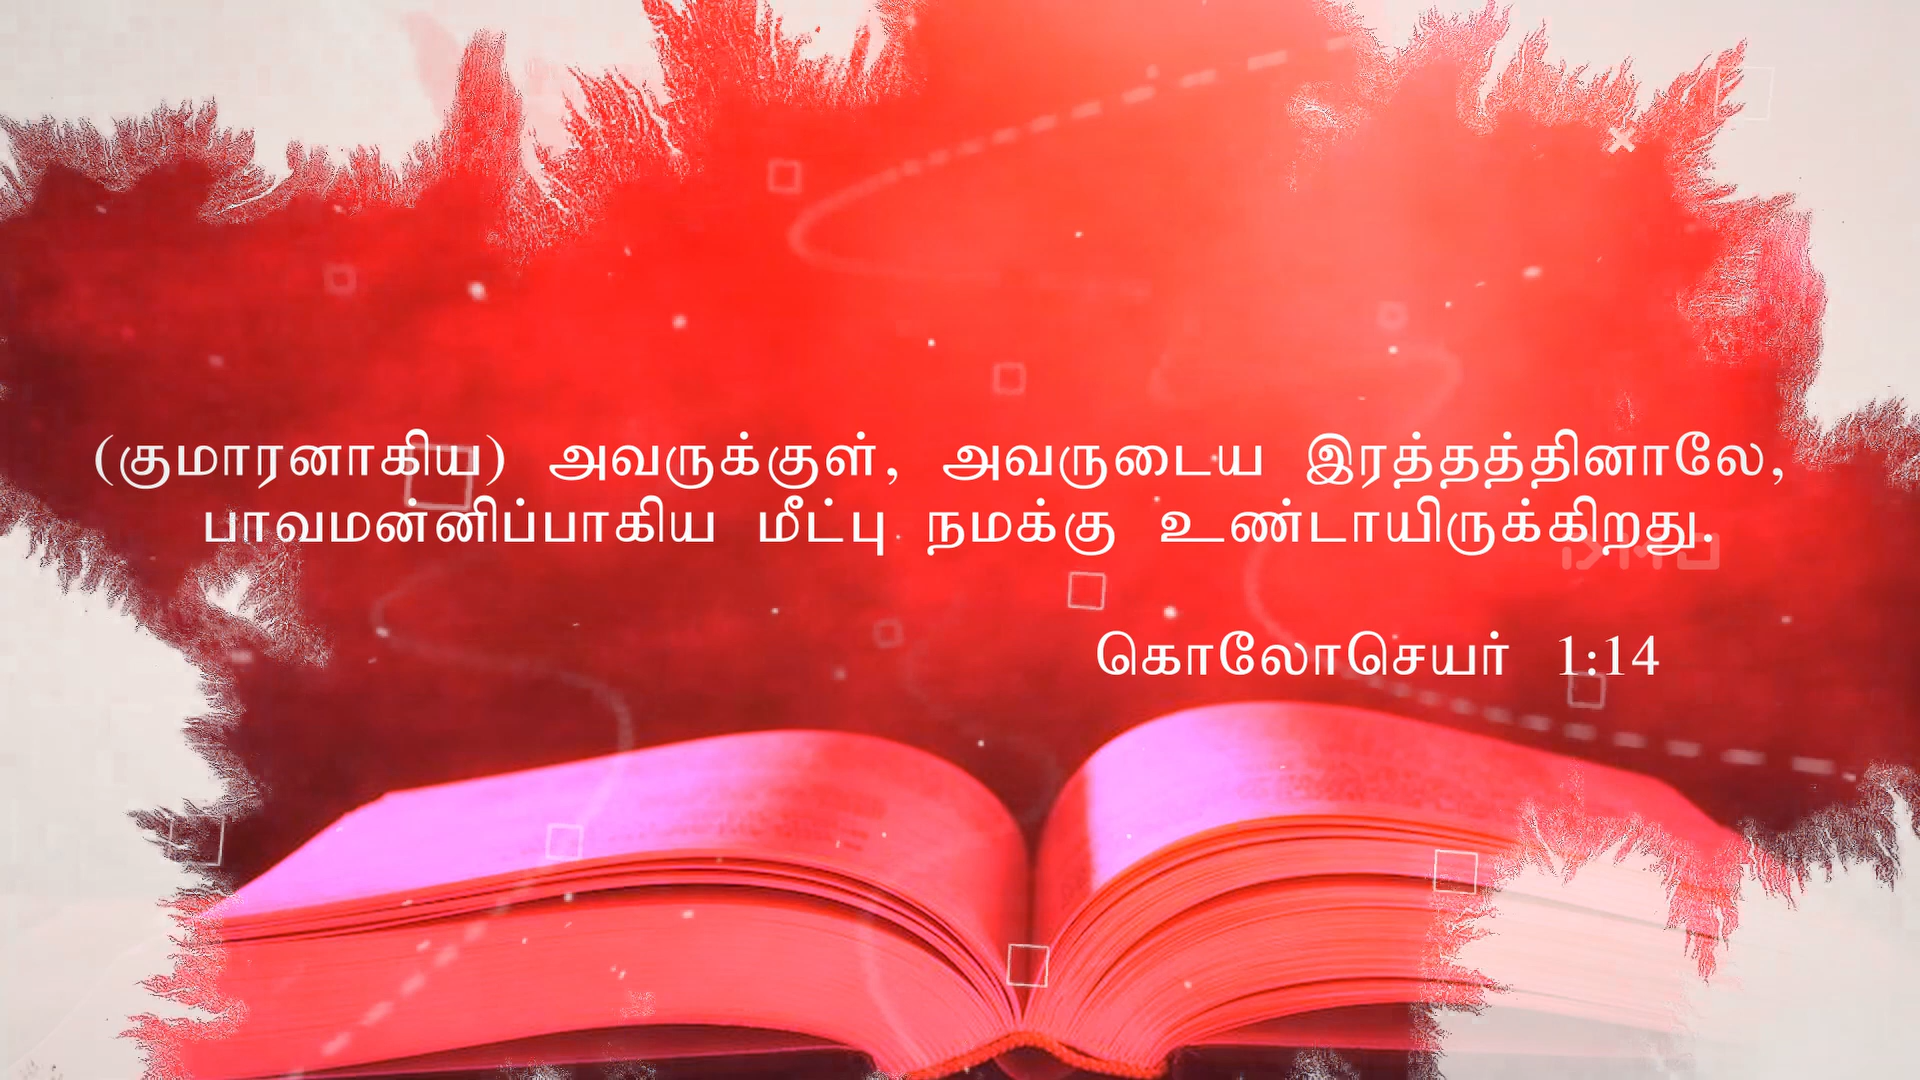 (குமாரனாகிய) அவருக்குள், அவருடைய இரத்தத்தினாலே,
பாவமன்னிப்பாகிய மீட்பு நமக்கு உண்டாயிருக்கிறது.
கொலோசெயர் 1:14